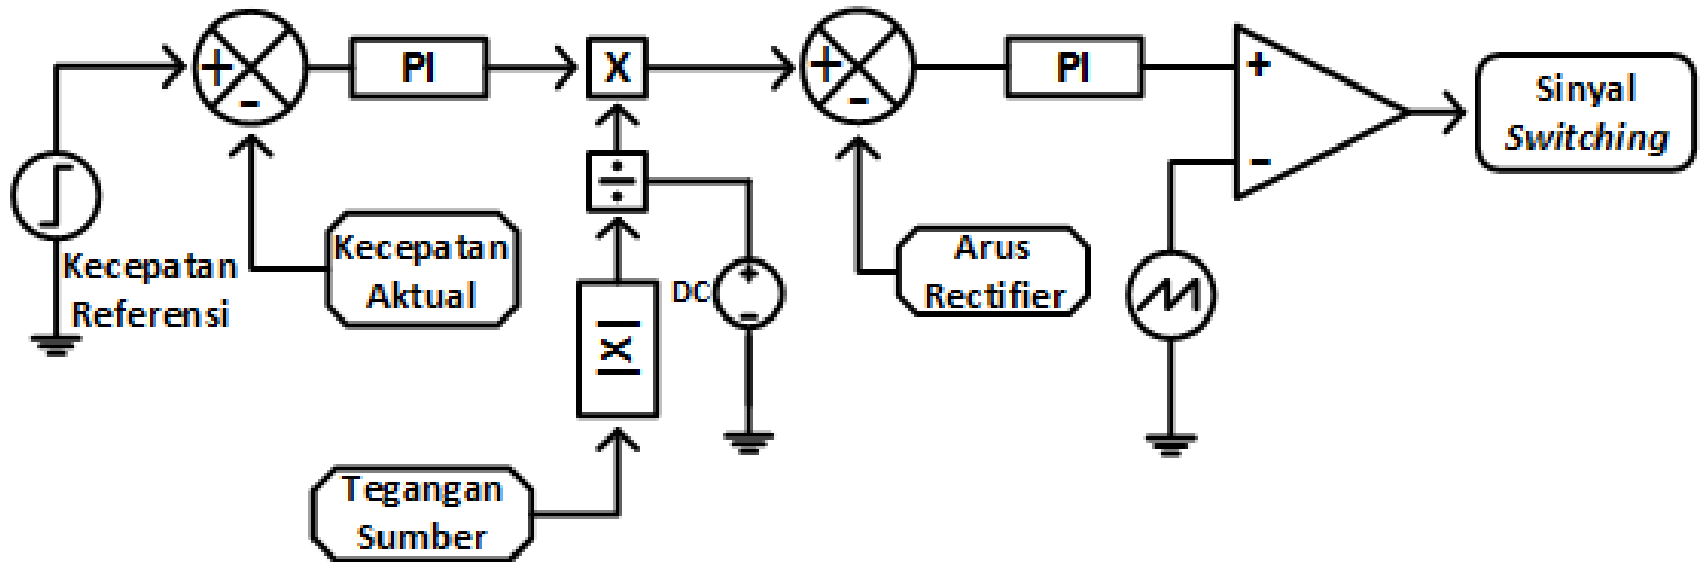 +
-
PI
X
+
-
PI
+
-
Sinyal
Switching
÷
Kecepatan
Referensi
Kecepatan
Aktual
|X|
DC
+
-
Arus
Rectifier
Tegangan
Sumber